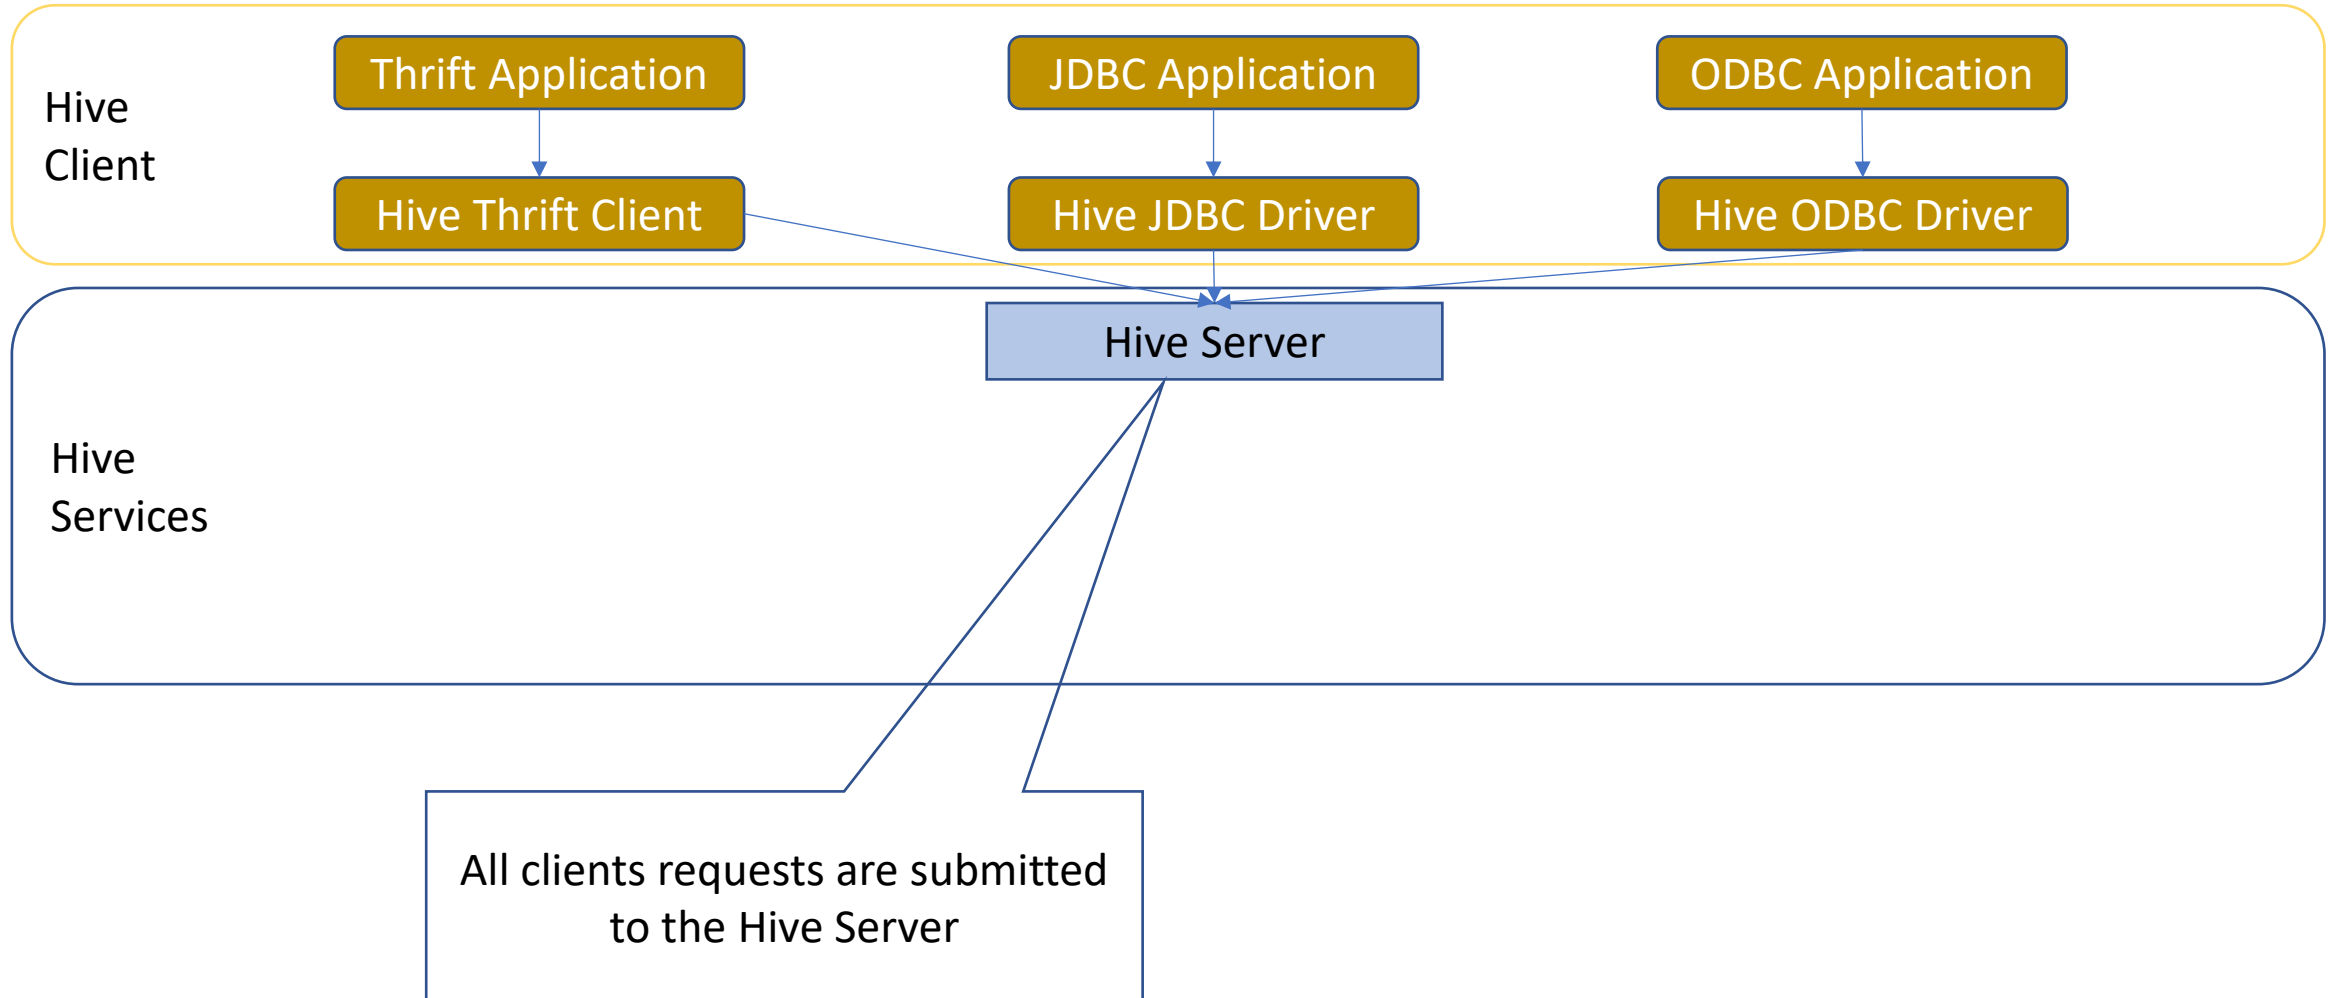 Thrift Application
JDBC Application
ODBC Application
Hive
Client
Hive Thrift Client
Hive JDBC Driver
Hive ODBC Driver
Hive Server
Hive
Services
All clients requests are submitted
to the Hive Server